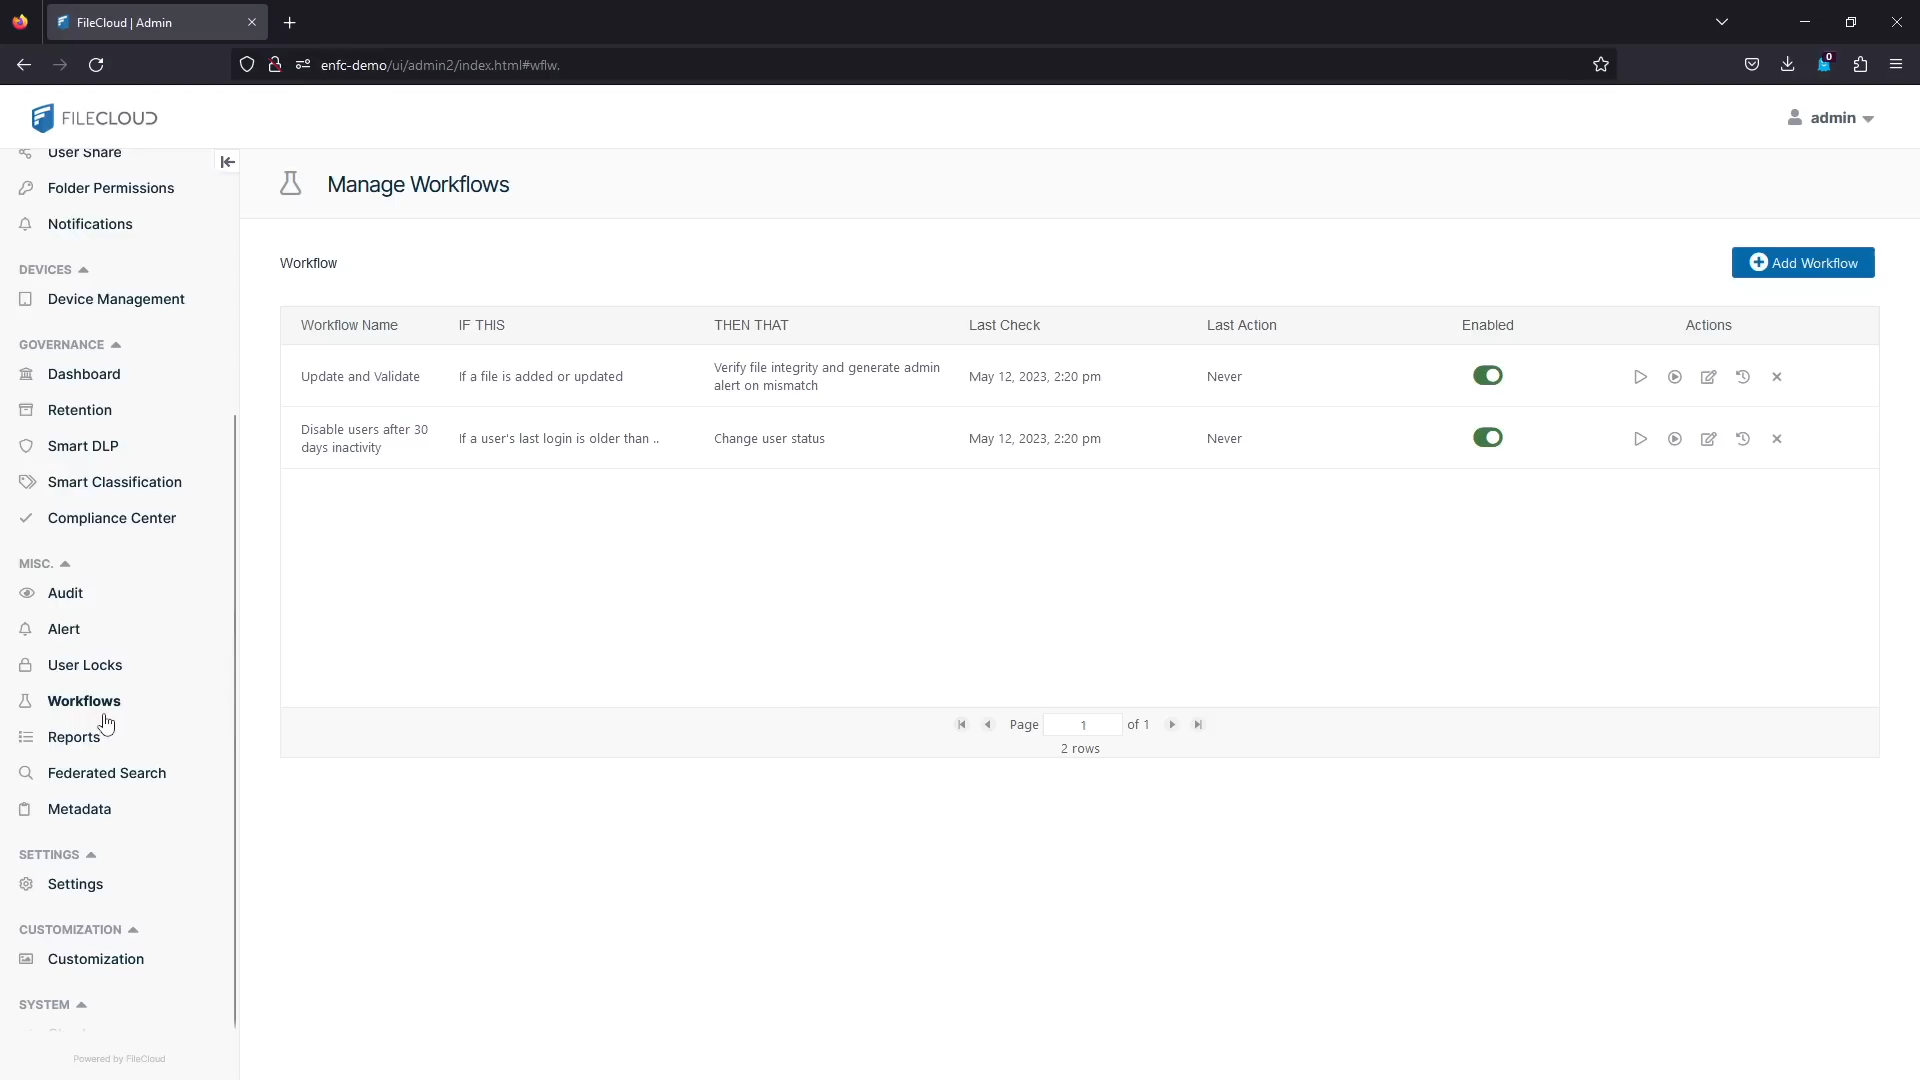 FileCloud | Admin
enfc-demo/ui/admin2/index.html#wflw.
0
FILECLOUD
admin
User Share
Folder Permissions
Notifications
DEVICES
Device Management
GOVERNANCE
Dashboard
Retention
Smart DLP
Smart Classification
Compliance Center
MISC.
Audit
Alert
User Locks
Workflows
Reports
Federated Search
Metadata
SETTINGS
Settings
CUSTOMIZATION
Customization
SYSTEM
Powered by FileCloud
Manage Workflows
Workflow
Add Workflow
Workflow Name IF THIS THEN THAT Last Check Last Action Enabled Actions
Update and Validate If a file is added or updated Verify file integrity and generate admin
alert on mismatch May 12, 2023, 2:20 pm Never
Disable users after 30
days inactivity If a user's last login is older than .. Change user status May 12, 2023, 2:20 pm Never
Page 1 of 1
2 rows